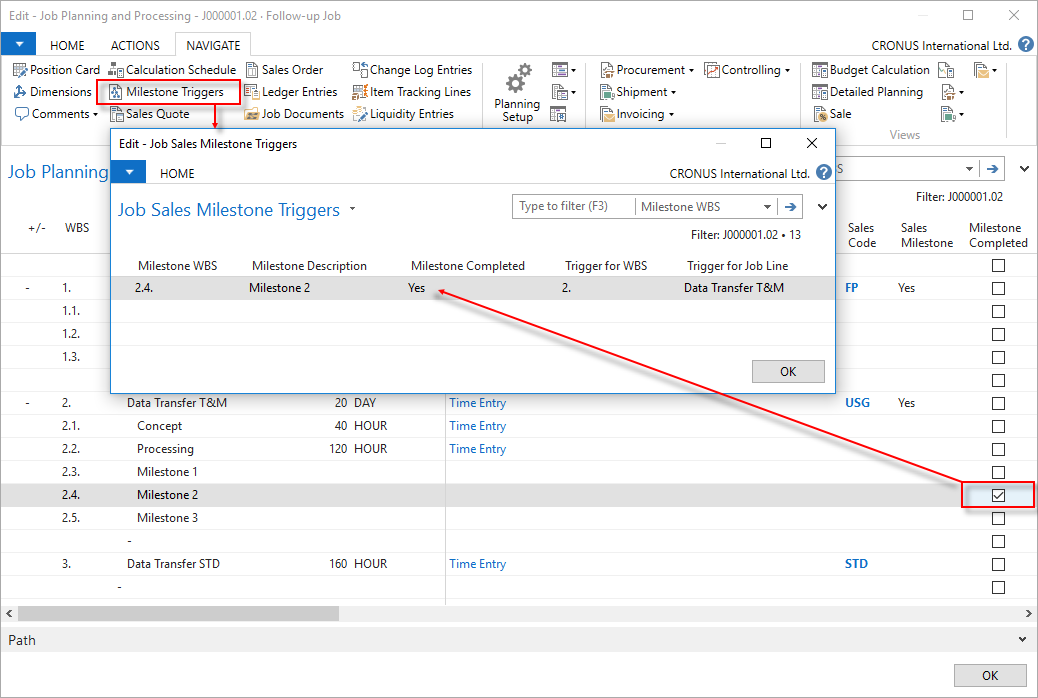 Edit - Job Planning and Processing - J000001.02 · Follow-up Job
HOME ACTIONS NAVIGATE CRONUS International Ltd. ?
Position Card Calculation Schedule Sales Order Change Log Entries Procurement Controlling Budget Calculation
Dimensions Milestone Triggers Ledger Entries Item Tracking Lines Planning Setup Shipment Detailed Planning
Comments Sales Quote Job Documents Liquidity Entries Invoicing Sale
Views
Edit - Job Sales Milestone Triggers
HOME CRONUS International Ltd. ?
Job Sales Milestone Triggers Type to filter (F3) Milestone WBS
Filter: J000001.02 • 13
Milestone WBS Milestone Description Milestone Completed Trigger for WBS Trigger for Job Line
2.4. Milestone 2 Yes 2. Data Transfer T&M
OK
Job Planning S
Filter: J000001.02
+/- WBS Sales Code Sales Milestone Milestone Completed
- 1. FP Yes
1.1.
1.2.
1.3.
- 2. Data Transfer T&M 20 DAY Time Entry USG Yes
2.1. Concept 40 HOUR Time Entry
2.2. Processing 120 HOUR Time Entry
2.3. Milestone 1
2.4. Milestone 2
2.5. Milestone 3
-
3. Data Transfer STD 160 HOUR Time Entry STD
-
Path
OK